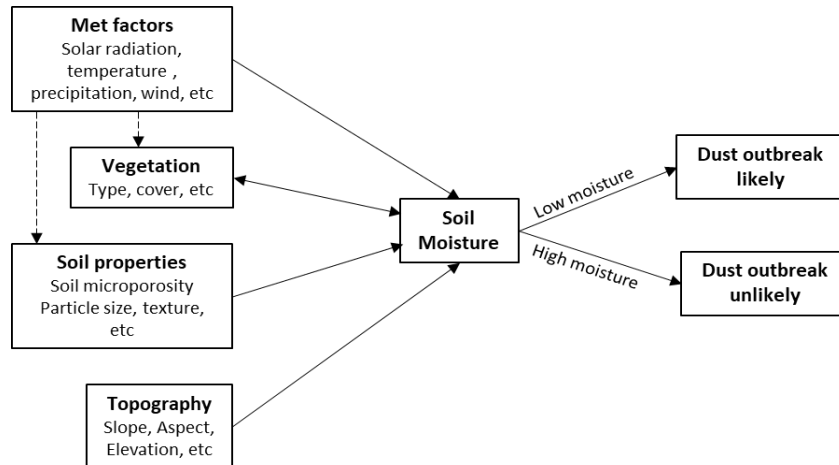 Met factors
Solar radiation,
temperature ,
precipitation, wind, etc
Vegetation
Type, cover, etc
Soil properties
Soil microporosity
Particle size, texture,
etc
Topography
Slope, Aspect,
Elevation, etc
Soil
Moisture
Low moisture
High moisture
Dust outbreak
likely
Dust outbreak
unlikely